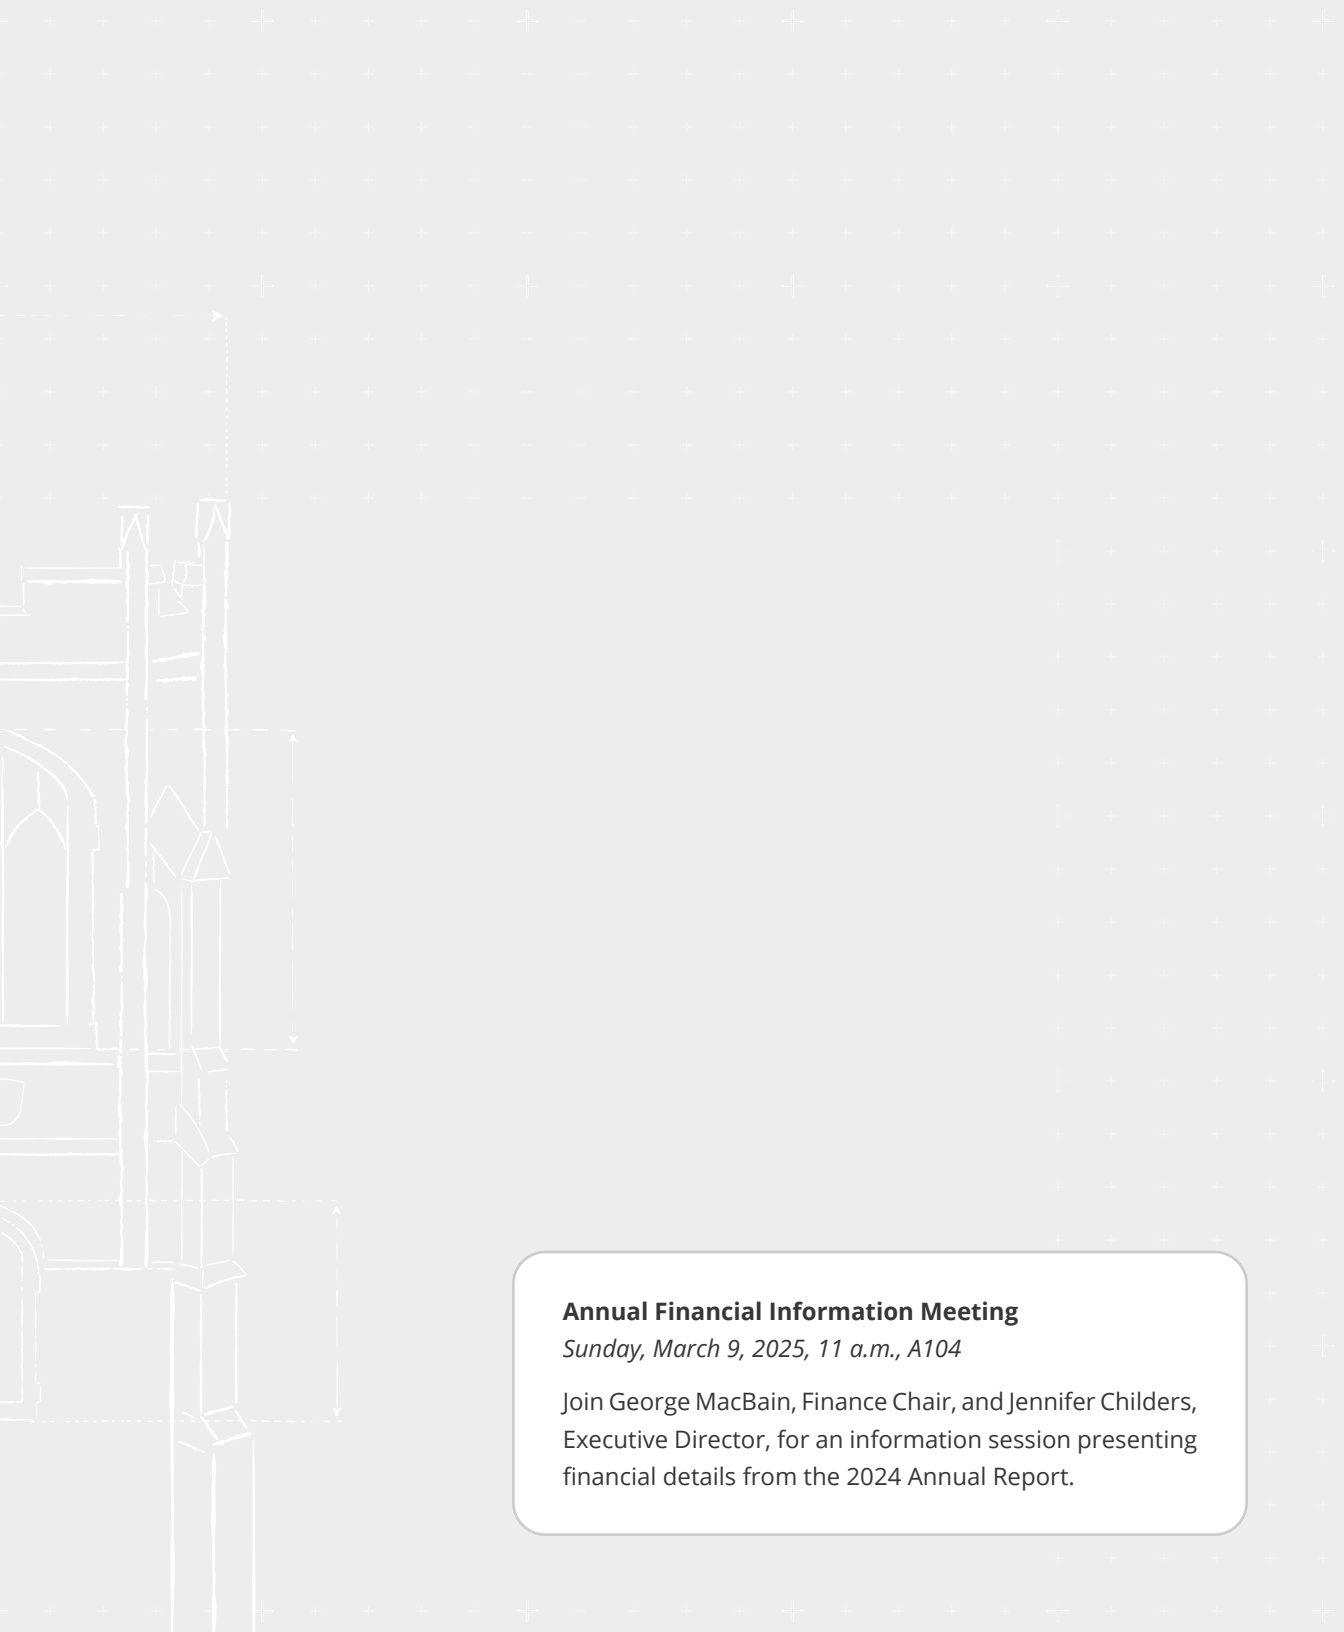 Annual Financial Information Meeting
Sunday, March 9, 2025, 11 a.m., A104
Join George MacBain, Finance Chair, and Jennifer Childers,
Executive Director, for an information session presenting
financial details from the 2024 Annual Report.